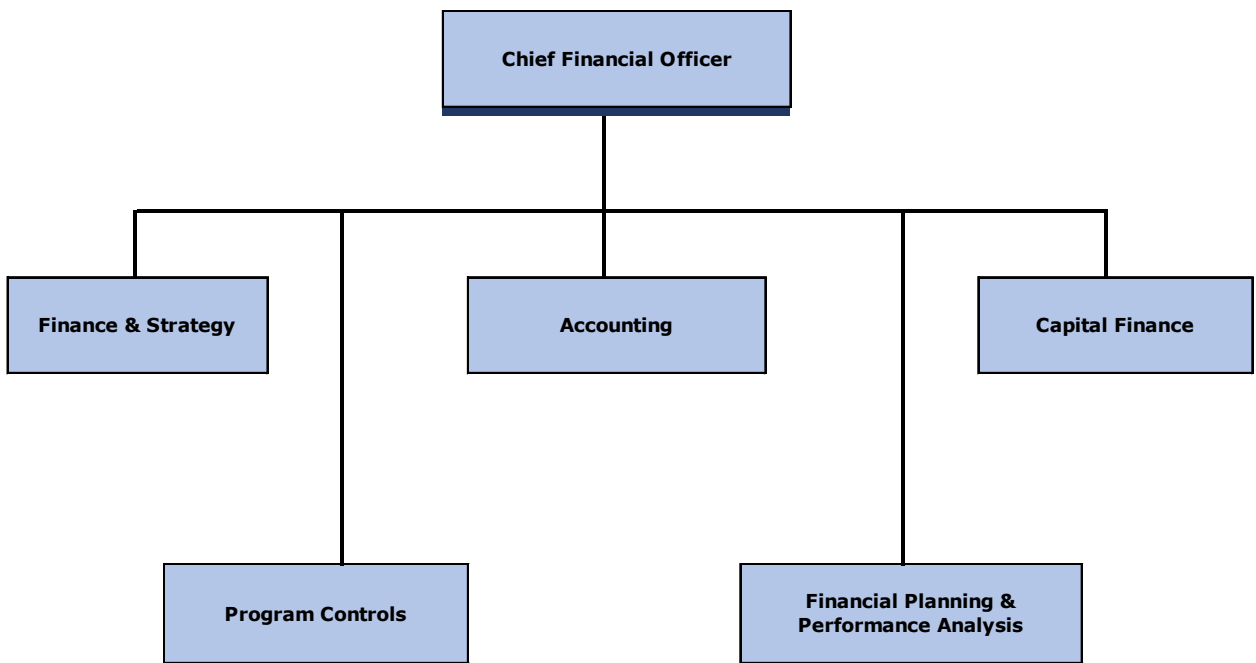 Chief Financial Officer
Finance & Strategy
Accounting
Capital Finance
Program Controls
Financial Planning &
Performance Analysis